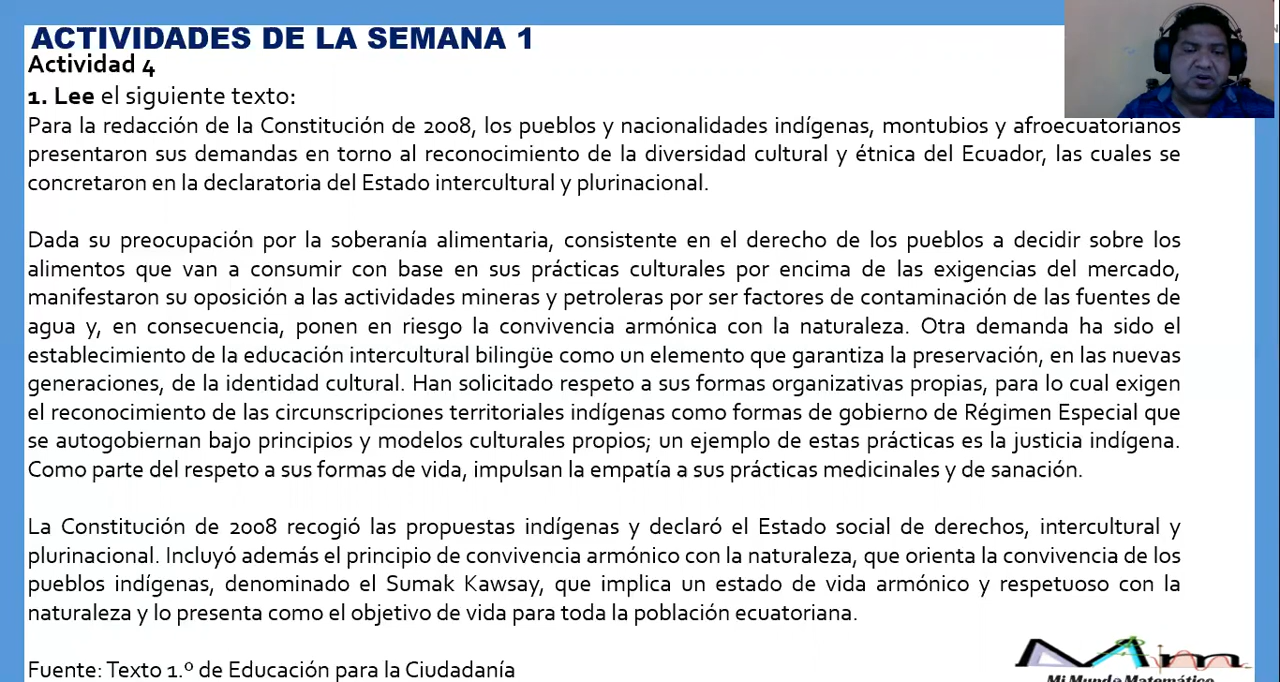 ACTIVIDADES DE LA SEMANA 1
Actividad 4
1. Lee el siguiente texto:
Para la redacción de la Constitución de 2008, los pueblos y nacionalidades indígenas, montubios y afroecuatorianos
presentaron sus demandas en torno al reconocimiento de la diversidad cultural y étnica del Ecuador, las cuales se
concretaron en la declaratoria del Estado intercultural y plurinacional.
Dada su preocupación por la soberanía alimentaria, consistente en el derecho de los pueblos a decidir sobre los
alimentos que van a consumir con base en sus prácticas culturales por encima de las exigencias del mercado,
manifestaron su oposición a las actividades mineras y petroleras por ser factores de contaminación de las fuentes de
agua y, en consecuencia, ponen en riesgo la convivencia armónica con la naturaleza. Otra demanda ha sido el
establecimiento de la educación intercultural bilingüe como un elemento que garantiza la preservación, en las nuevas
generaciones, de la identidad cultural. Han solicitado respeto a sus formas organizativas propias, para lo cual exigen
el reconocimiento de las circunscripciones territoriales indígenas como formas de gobierno de Régimen Especial que
se autogobiernan bajo principios y modelos culturales propios; un ejemplo de estas prácticas es la justicia indígena.
Como parte del respeto a sus formas de vida, impulsan la empatía a sus prácticas medicinales y de sanación.
La Constitución de 2008 recogió las propuestas indígenas y declaró el Estado social de derechos, intercultural y
plurinacional. Incluyó además el principio de convivencia armónico con la naturaleza, que orienta la convivencia de los
pueblos indígenas, denominado el Sumak Kawsay, que implica un estado de vida armónico y respetuoso con la
naturaleza y lo presenta como el objetivo de vida para toda la población ecuatoriana.
Fuente: Texto 1.º de Educación para la Ciudadanía
Mi Mundo Matemático